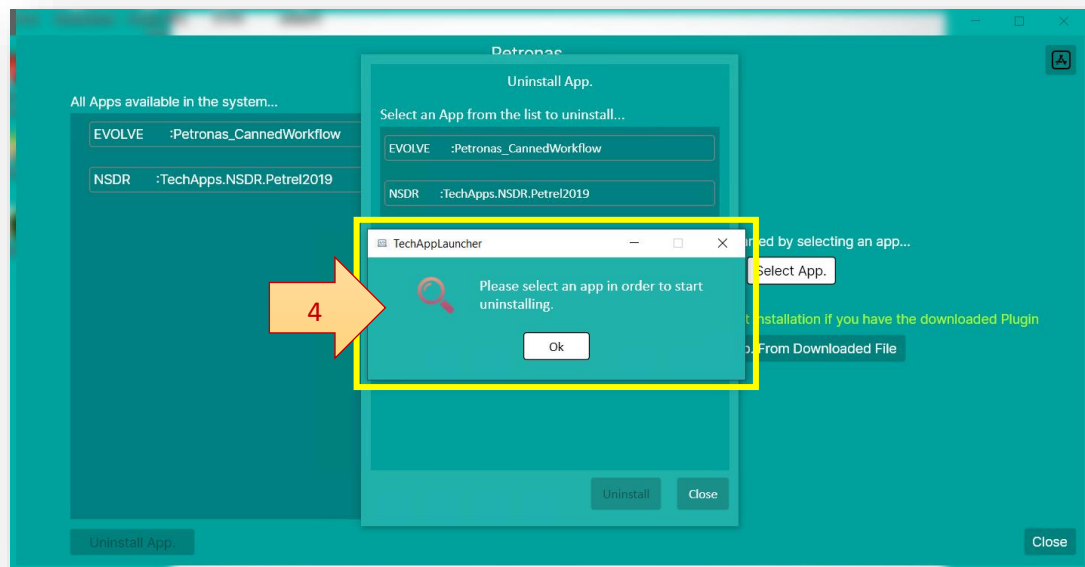 Petronas
All Apps available in the system...
EVOLVE :Petronas_CannedWorkflow
NSDR :TechApps.NSDR.Petrel2019
Uninstall App.
Select an App from the list to uninstall...
EVOLVE :Petronas_CannedWorkflow
NSDR :TechApps.NSDR.Petrel2019
TechAppLauncher
Please select an app in order to start
uninstalling.
Ok
4
by selecting an app...
Select App.
installation if you have the downloaded Plugin
From Downloaded File
Uninstall
Close
Uninstall App.
Close